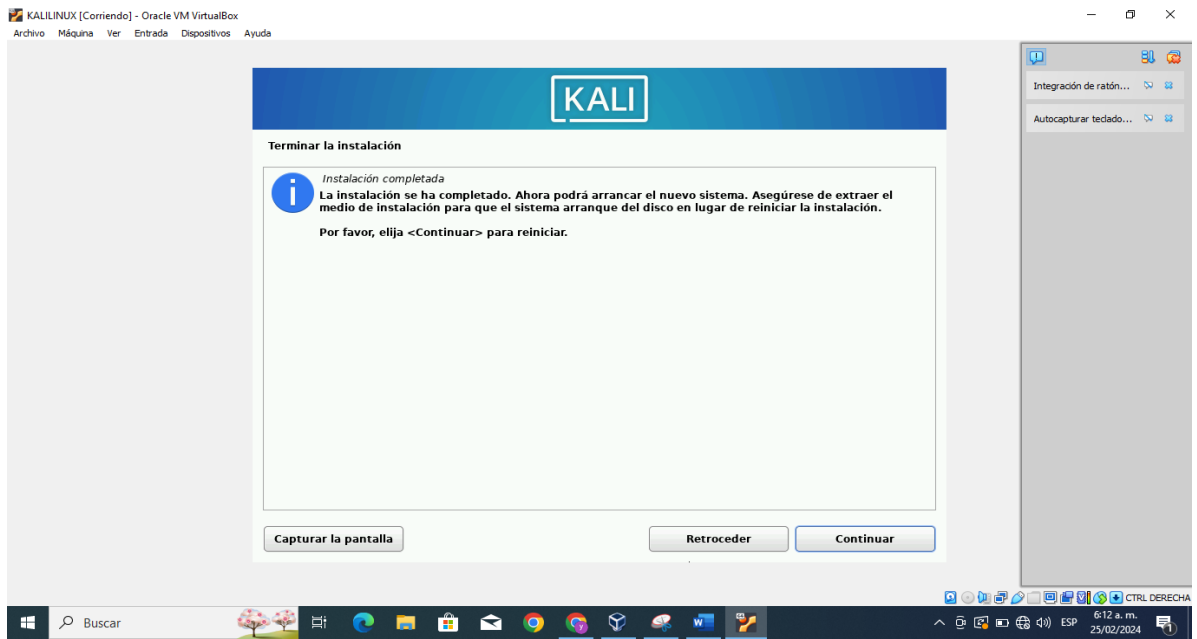 KALILINUX [Corriendo] - Oracle VM VirtualBox
Archivo Máquina Ver Entrada Dispositivos Ayuda
Integración de ratón...
Autocapturar teclado...
KALI
Terminar la instalación
Instalación completada
La instalación se ha completado. Ahora podrá arrancar el nuevo sistema. Asegúrese de extraer el
medio de instalación para que el sistema arranque del disco en lugar de reiniciar la instalación.
Por favor, elija <Continuar> para reiniciar.
Capturar la pantalla
Retroceder
Continuar
CTRL DERECHA
Buscar
ESP
6:12 a. m.
25/02/2024
1